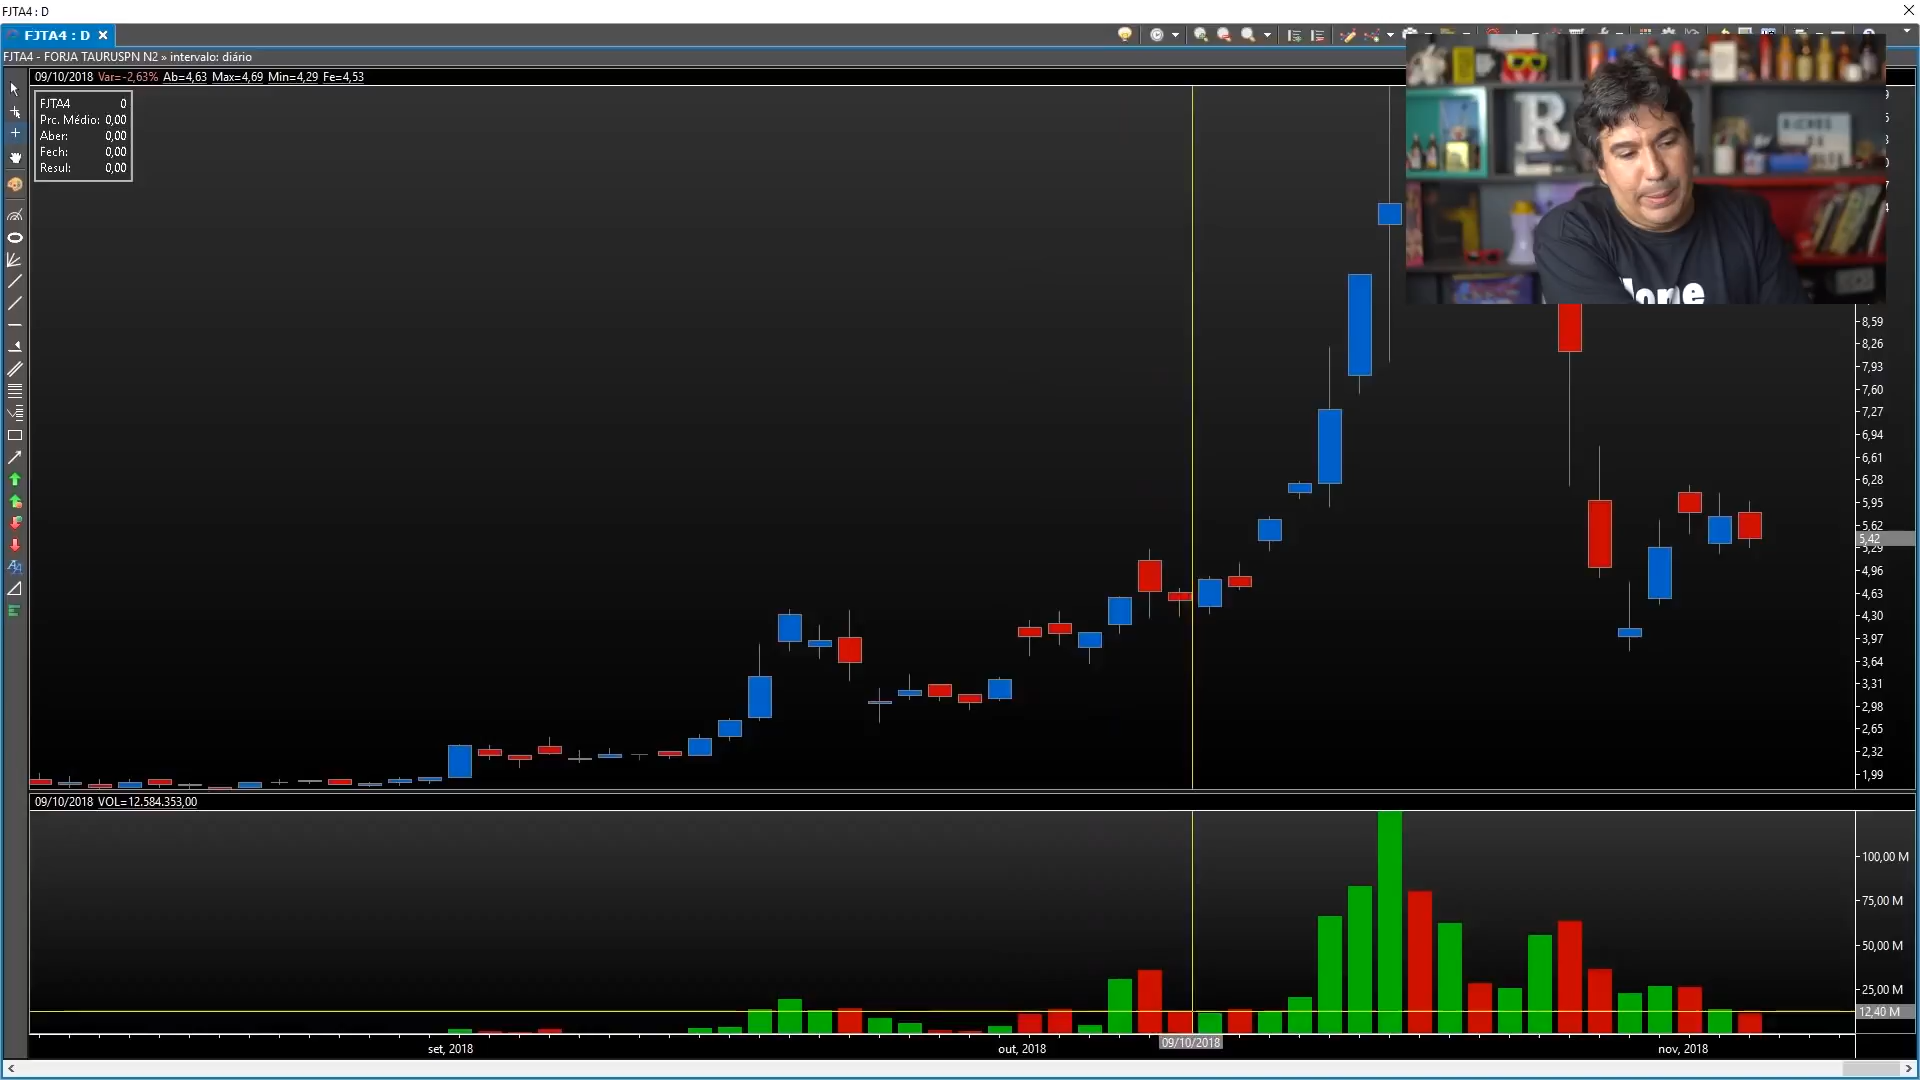 FJTA4 : D
FJTA4 : D
FJTA4 - FORJA TAURUSPN N2 » intervalo: diário
09/10/2018 Var=-2,63% Ab=4,63 Max=4,69 Min=4,29 Fe=4,53
FJTA4 0
Prc. Médio: 0,00
Aber: 0,00
Fech: 0,00
Resul: 0,00
R
8,59
8,26
7,93
7,60
7,27
6,94
6,61
6,28
5,95
5,62
5,42
5,29
4,96
4,63
4,30
3,97
3,64
3,31
2,98
2,65
2,32
1,99
09/10/2018 VOL=12.584.353,00
100,00 M
75,00 M
50,00 M
25,00 M
12,40 M
set, 2018
out, 2018
09/10/2018
nov, 2018